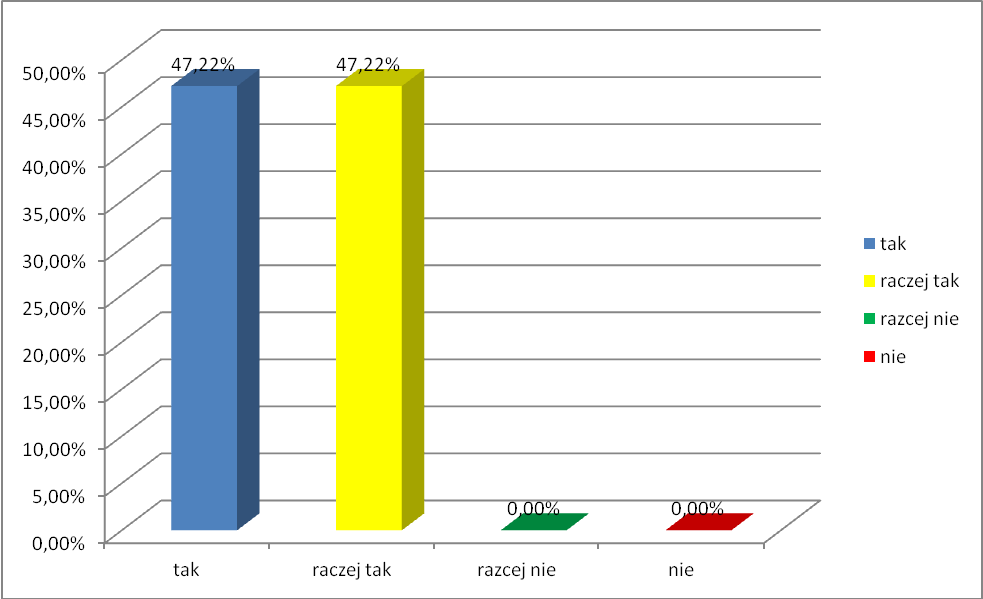 47,22%
47,22%
50,00%
45,00%
40,00%
35,00%
30,00%
25,00%
20,00%
15,00%
10,00%
5,00%
0,00%
0,00%
0,00%
tak
raczej tak
razcej nie
nie
tak
raczej tak
razcej nie
nie